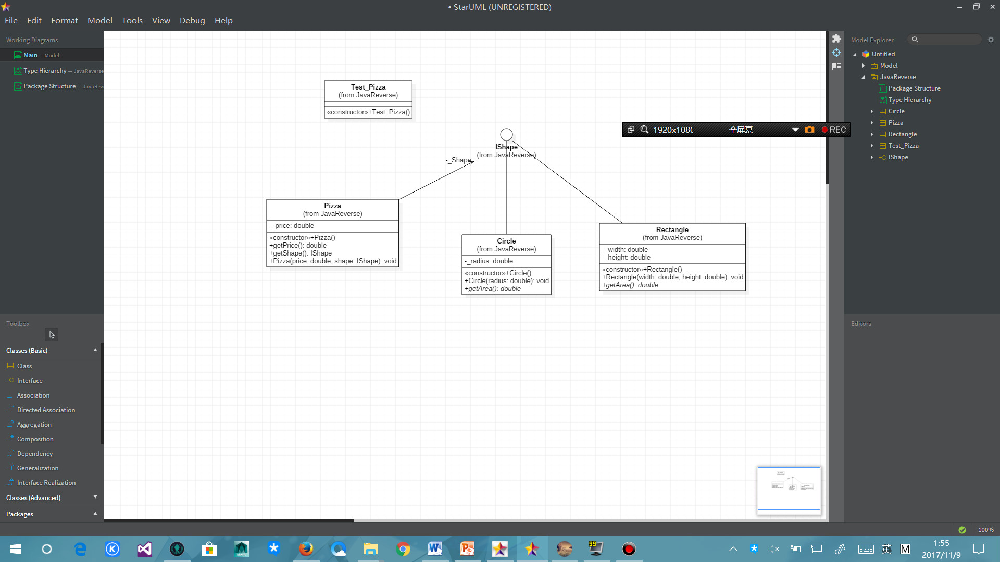 • StarUML (UNREGISTERED)
File Edit Format Model Tools View Debug Help
Working Diagrams
Main — Model
Type Hierarchy — JavaReverse
Package Structure — JavaRev
Test_Pizza
(from JavaReverse)
«constructor»+Test_Pizza()
IShape
(from JavaReverse)
-_Shape
1920x1080
全屏幕
REC
Pizza
(from JavaReverse)
-_price: double
«constructor»+Pizza()
+getPrice(): double
+getShape(): IShape
+Pizza(price: double, shape: IShape): void
Circle
(from JavaReverse)
-_radius: double
«constructor»+Circle()
+Circle(radius: double): void
+getArea(): double
Rectangle
(from JavaReverse)
-_width: double
-_height: double
«constructor»+Rectangle()
+Rectangle(width: double, height: double): void
+getArea(): double
Model Explorer
Untitled
Model
JavaReverse
Package Structure
Type Hierarchy
Circle
Pizza
Rectangle
Test_Pizza
IShape
Toolbox
Classes (Basic)
Class
Interface
Association
Directed Association
Aggregation
Composition
Dependency
Generalization
Interface Realization
Classes (Advanced)
Packages
Editors
100%
MAYA
99
英
M
1:55
2017/11/9